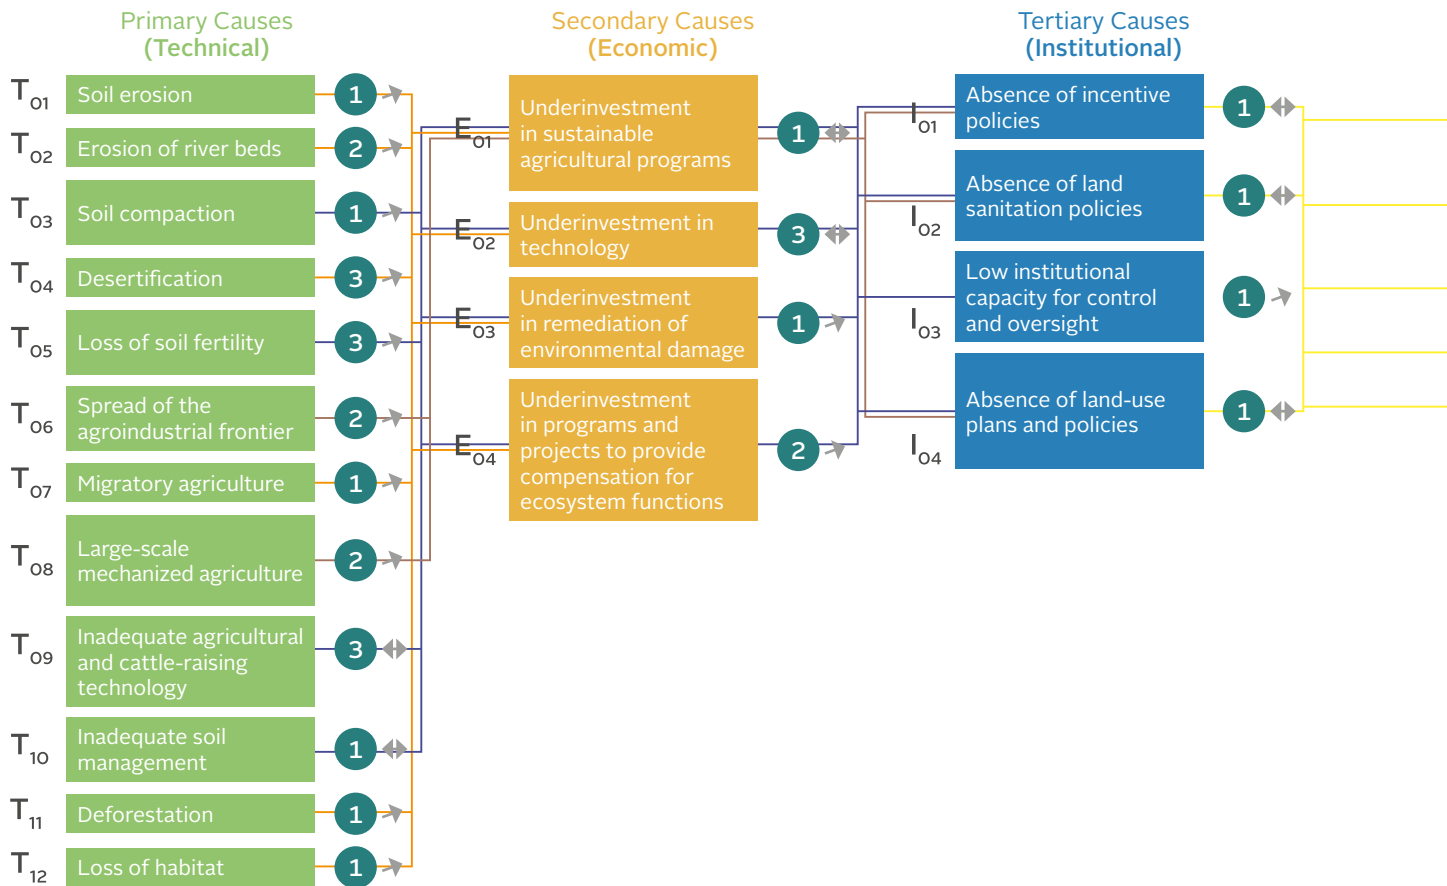 Primary Causes
(Technical)
Secondary Causes
(Economic)
Tertiary Causes
(Institutional)
T01
Soil erosion
1
T02
Erosion of river beds
2
T03
Soil compaction
1
T04
Desertification
3
T05
Loss of soil fertility
3
T06
Spread of the
agroindustrial frontier
2
T07
Migratory agriculture
1
T08
Large-scale
mechanized agriculture
2
T09
Inadequate agricultural
and cattle-raising
technology
3
T10
Inadequate soil
management
1
T11
Deforestation
1
T12
Loss of habitat
1
E01
Underinvestment
in sustainable
agricultural programs
1
E02
Underinvestment in
technology
3
E03
Underinvestment
in remediation of
environmental damage
1
E04
Underinvestment
in programs and
projects to provide
compensation for
ecosystem functions
2
I01
Absence of incentive
policies
1
I02
Absence of land
sanitation policies
1
I03
Low institutional
capacity for control
and oversight
1
I04
Absence of land-use
plans and policies
1